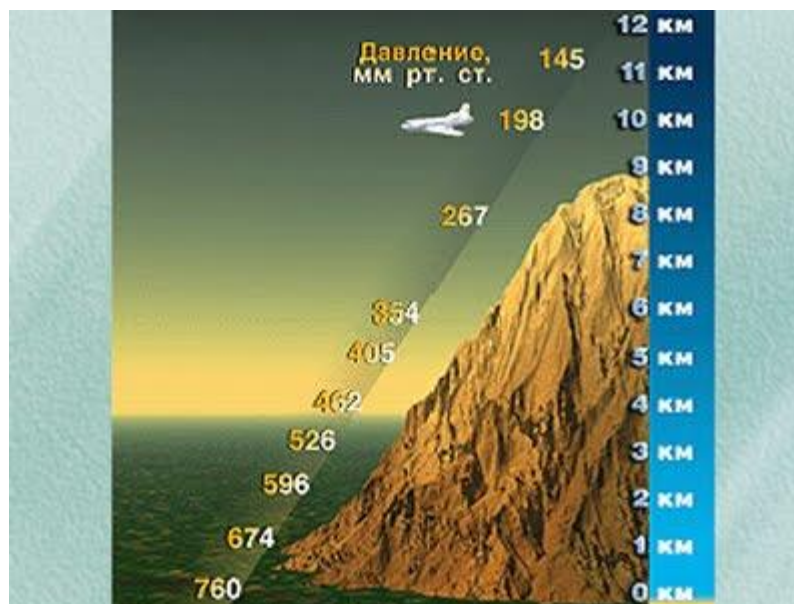 12 км
Давление,
мм рт. ст.
145
11 км
198
10 км
9 км
267
8 км
7 км
354
6 км
405
5 км
462
4 км
526
3 км
596
2 км
674
1 км
760
0 км